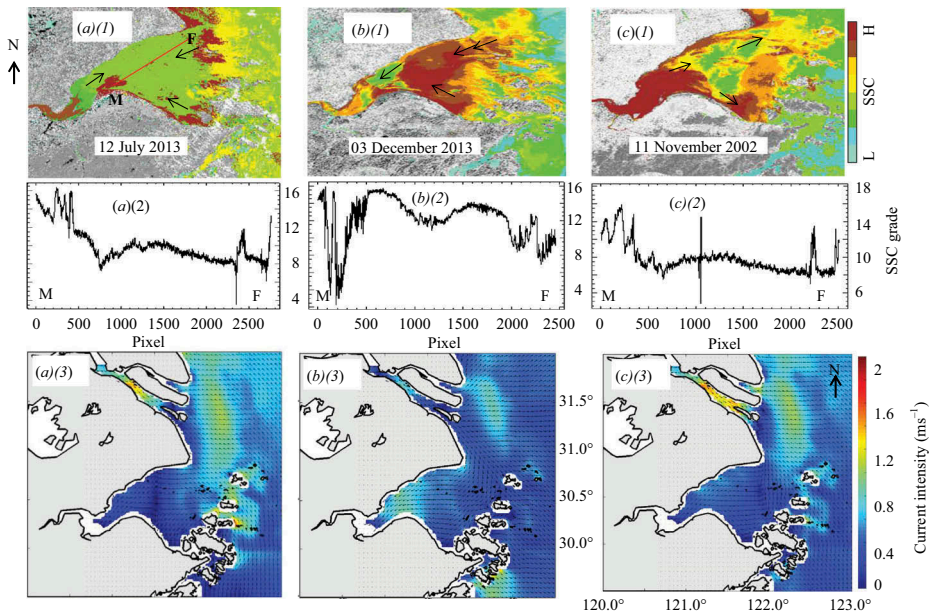 N
(a)(1)
F
M
12 July 2013
(b)(1)
03 December 2013
(c)(1)
11 November 2002
H
SSC
L
(a)(2)
M
F
16
12
8
4
0 500 1000 1500 2000 2500
(b)(2)
M
F
16
12
8
4
0 500 1000 1500 2000 2500
(c)(2)
M
F
18
14
10
6
0 500 1000 1500 2000 2500
SSC grade
Pixel
Pixel
(a)(3)
(b)(3)
31.5°
31.0°
30.5°
30.0°
(c)(3)
N
120.0° 121.0° 122.0° 123.0°
2
1.6
1.2
0.8
0.4
0
Current intensity (ms⁻¹)